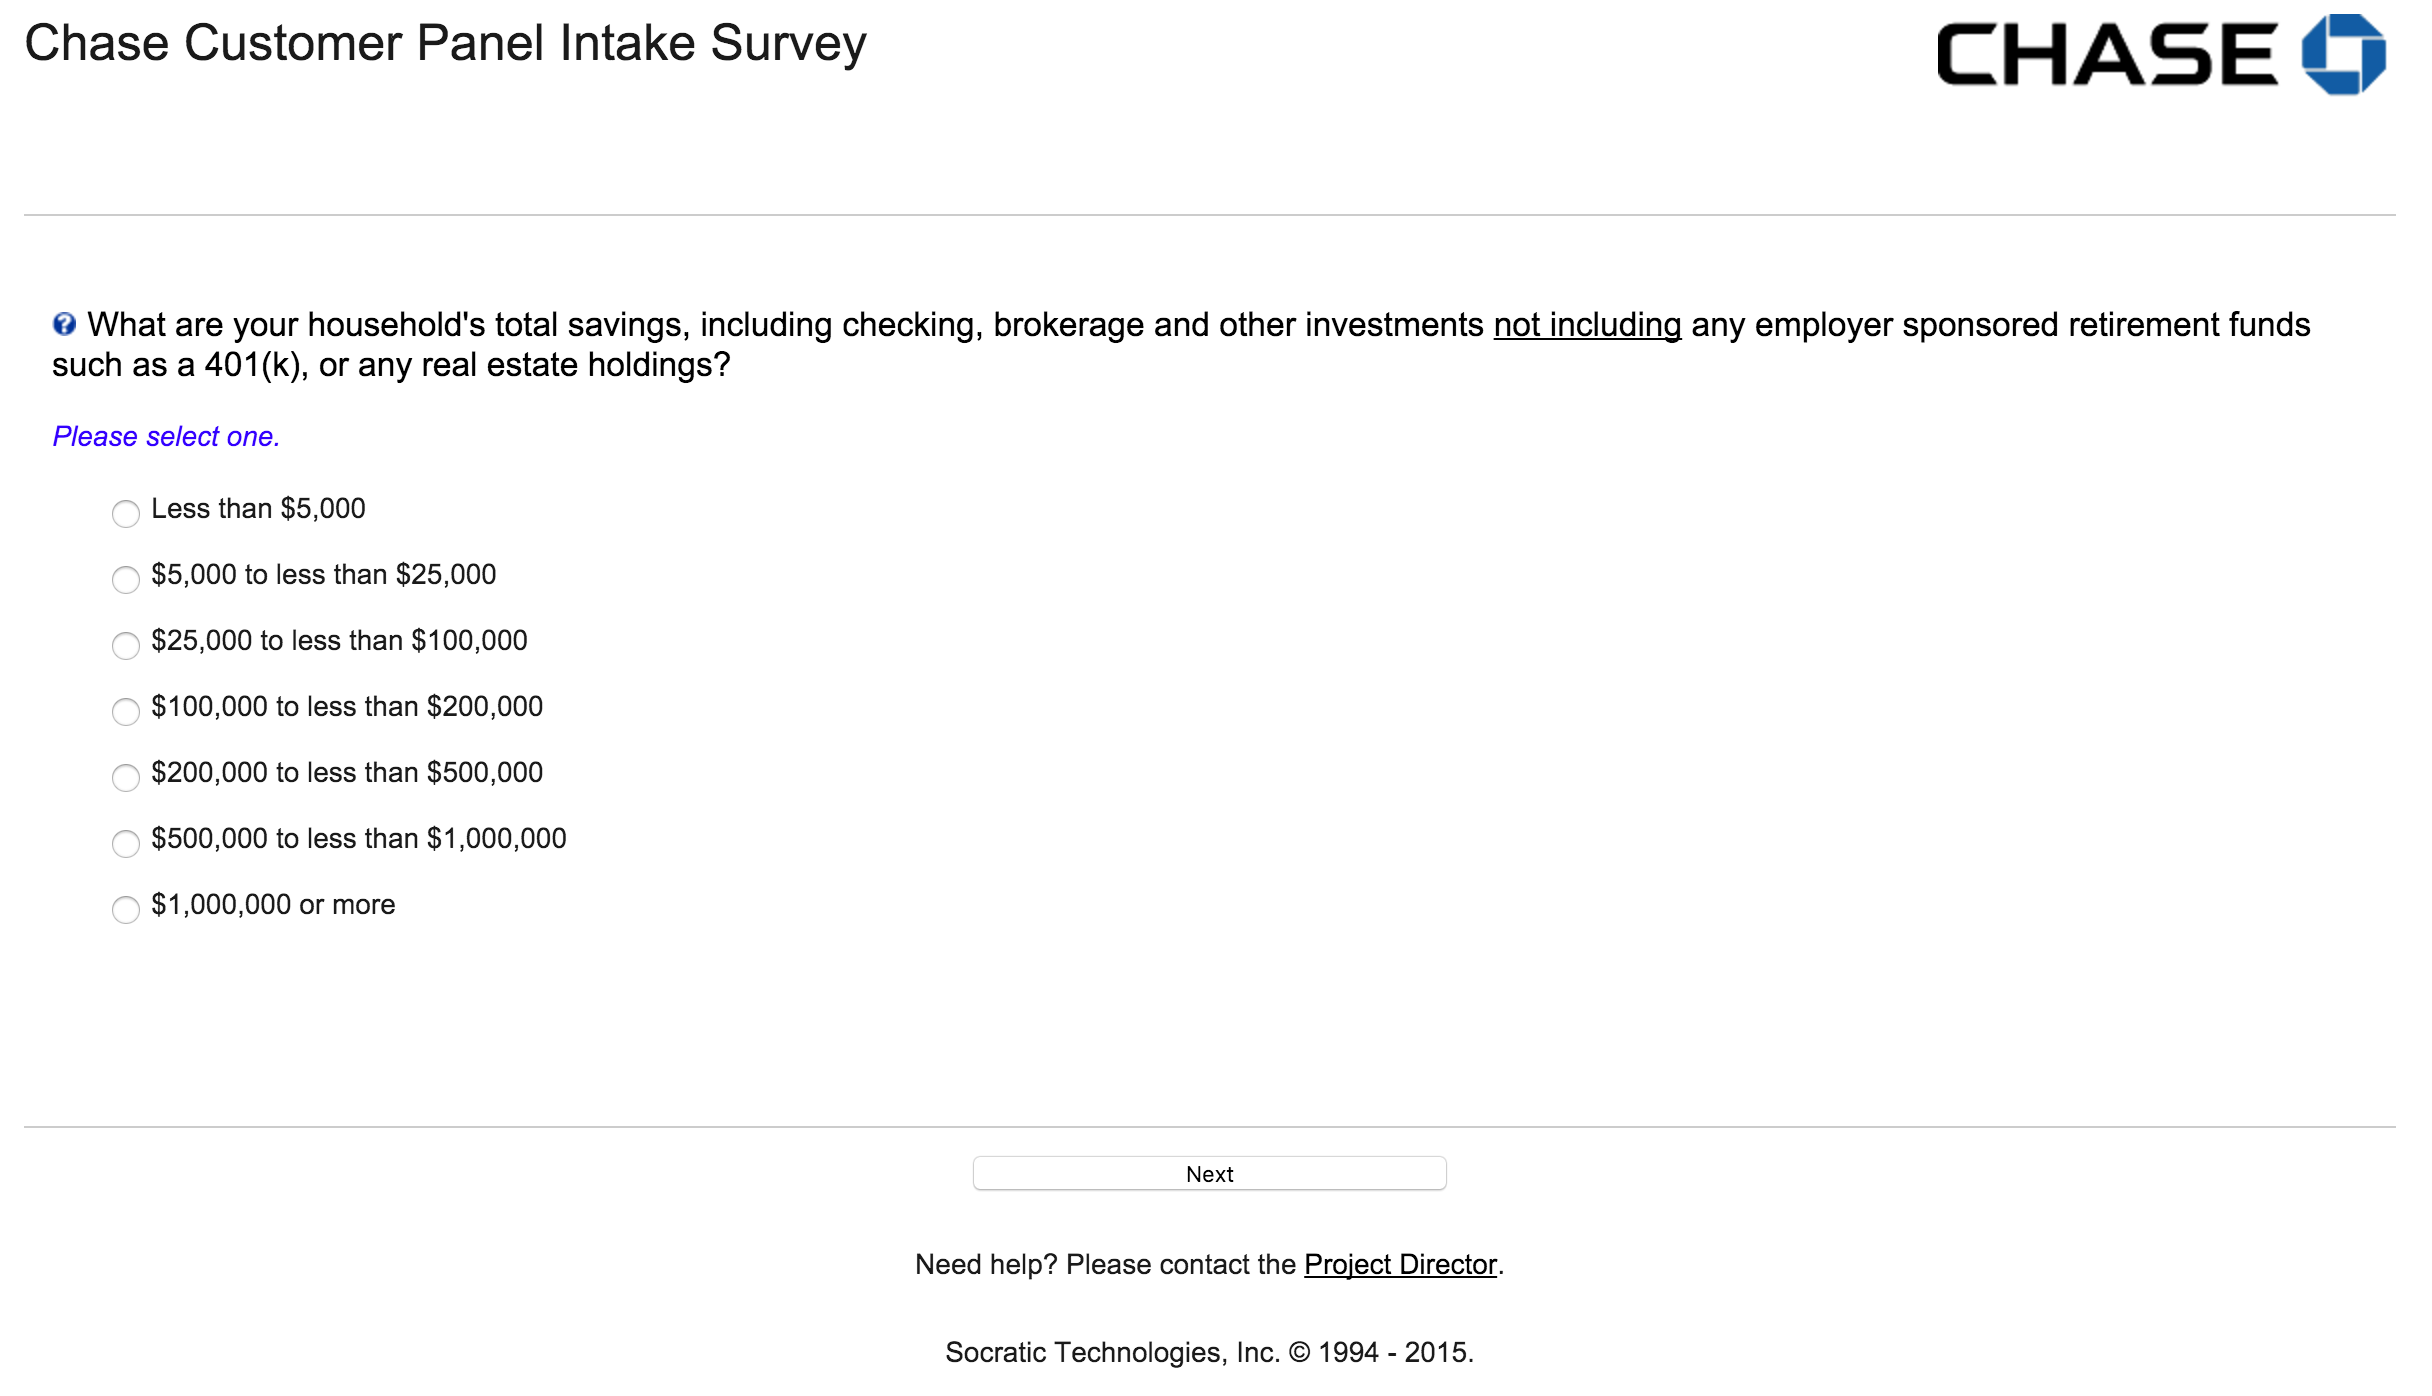 Chase Customer Panel Intake Survey
CHASE
What are your household's total savings, including checking, brokerage and other investments not including any employer sponsored retirement funds
such as a 401(k), or any real estate holdings?
Please select one.
Less than $5,000
$5,000 to less than $25,000
$25,000 to less than $100,000
$100,000 to less than $200,000
$200,000 to less than $500,000
$500,000 to less than $1,000,000
$1,000,000 or more
Next
Need help? Please contact the Project Director.
Socratic Technologies, Inc. © 1994 - 2015.